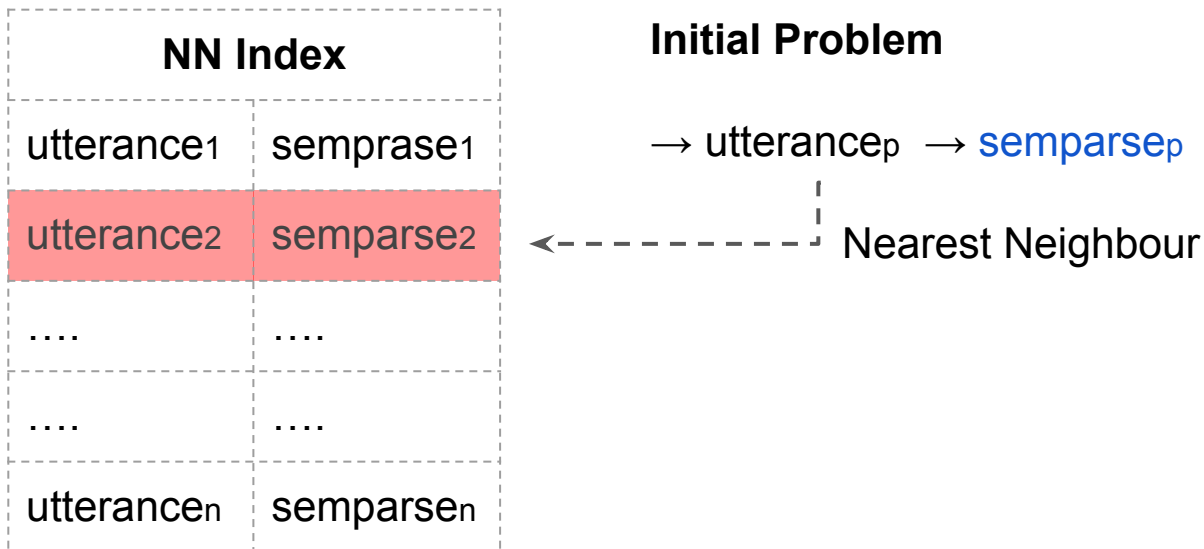 NN Index
utterance1 semprase1
utterance2 semparse2
.... ....
.... ....
utterancen semparsen
Initial Problem
→ utterancep → semparsep
Nearest Neighbour